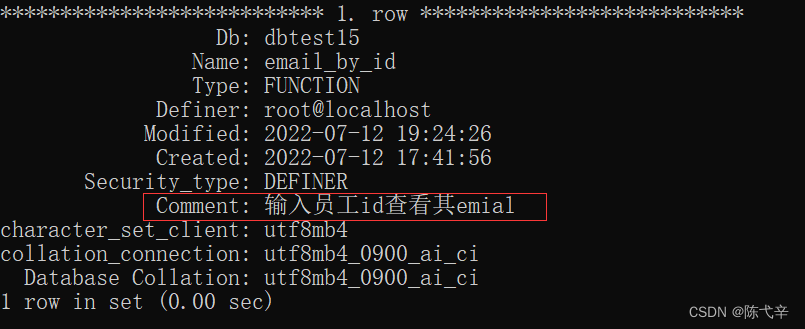 *************************** 1. row ***************************
Db: dbtest15
Name: email_by_id
Type: FUNCTION
Definer: root@localhost
Modified: 2022-07-12 19:24:26
Created: 2022-07-12 17:41:56
Security_type: DEFINER
Comment: 输入员工id查看其emial
character_set_client: utf8mb4
collation_connection: utf8mb4_0900_ai_ci
Database Collation: utf8mb4_0900_ai_ci
1 row in set (0.00 sec)
CSDN @陈弋辛